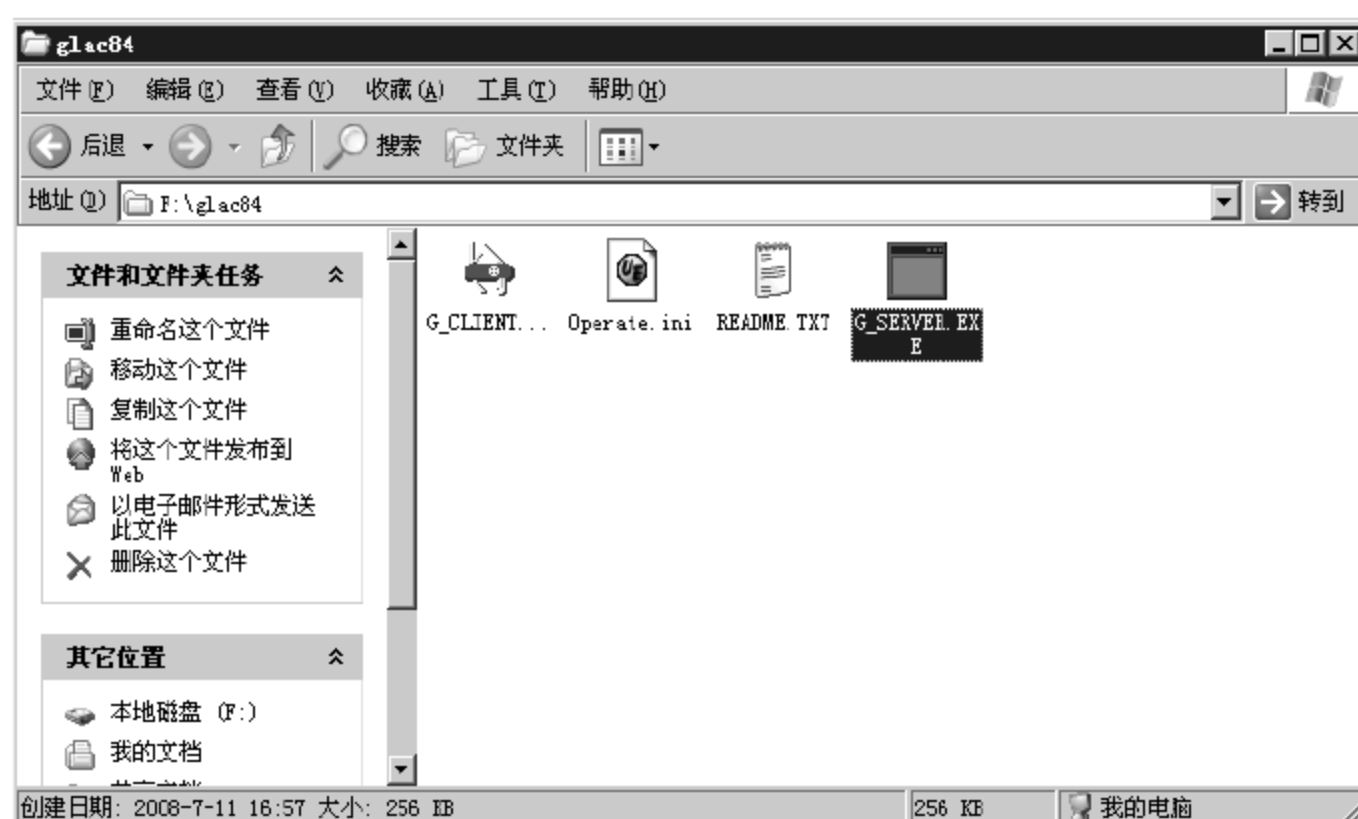 glac84
文件(F) 编辑(E) 查看(V) 收藏(A) 工具(T) 帮助(H)
后退 搜索 文件夹
地址(D) F:\glac84 转到
文件和文件夹任务
重命名这个文件
移动这个文件
复制这个文件
将这个文件发布到
Web
以电子邮件形式发送
此文件
删除这个文件
其它位置
本地磁盘 (F:)
我的文档
G_CLIENT... Operate.ini README.TXT G_SERVER.EX
E
创建日期: 2008-7-11 16:57 大小: 256 KB 256 KB 我的电脑